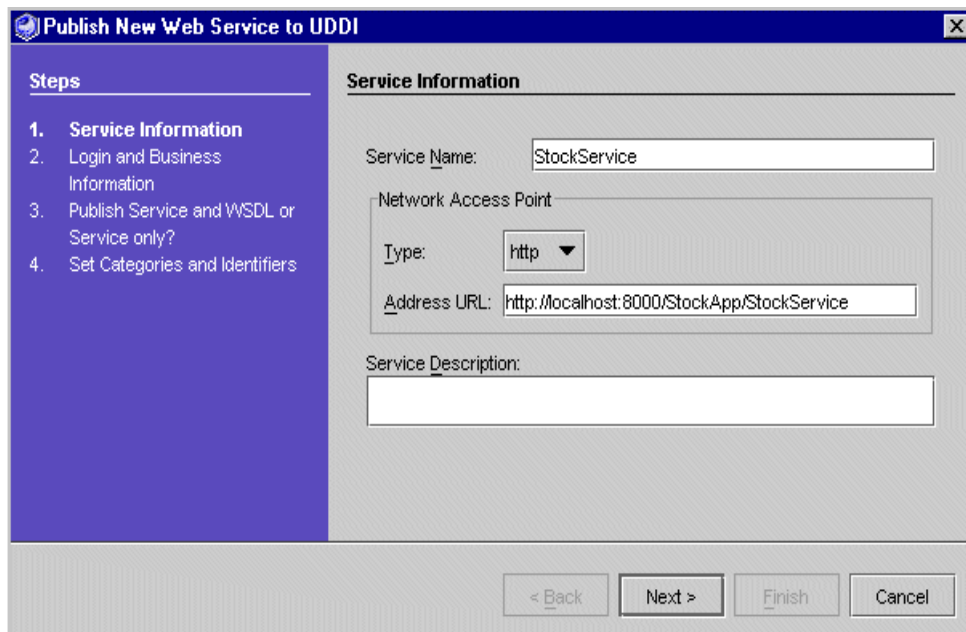 Publish New Web Service to UDDI
Steps
1. Service Information
2. Login and Business
Information
3. Publish Service and WSDL or
Service only?
4. Set Categories and Identifiers
Service Information
Service Name: StockService
Network Access Point
Type: http
Address URL: http://localhost:8000/StockApp/StockService
Service Description:
< Back Next > Finish Cancel